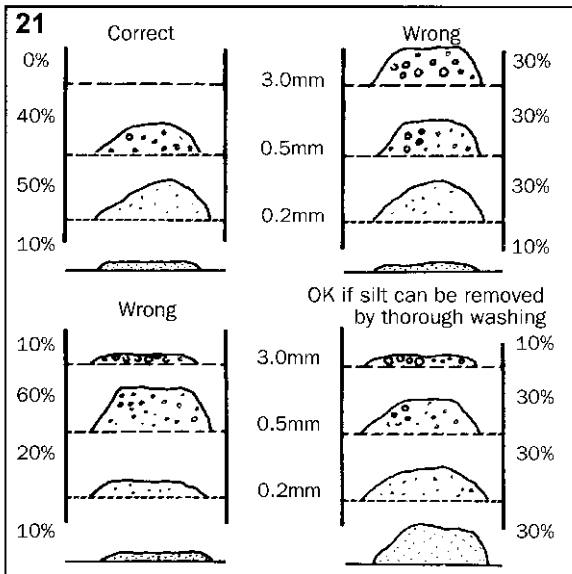 21
Correct
Wrong
0%
3.0mm
30%
40%
0.5mm
30%
50%
0.2mm
30%
10%
10%
Wrong
OK if silt can be removed
by thorough washing
10%
3.0mm
10%
60%
0.5mm
30%
20%
0.2mm
30%
10%
30%